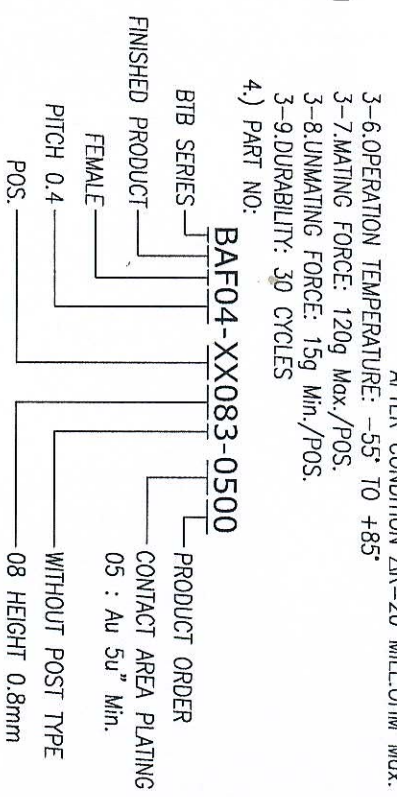 AFTER CONDITION ΔR=20 MILL.OHM Max.
3-6.OPERATION TEMPERATURE: -55° TO +85°
3-7.MATING FORCE: 120g Max./POS.
3-8.UNMATING FORCE: 15g Min./POS.
3-9.DURABILITY: 30 CYCLES
4.) PART NO:
BAF04-XX083-0500
BTB SERIES
FINISHED PRODUCT
FEMALE
PITCH 0.4
POS.
PRODUCT ORDER
CONTACT AREA PLATING
05 : Au 5u" Min.
WITHOUT POST TYPE
08 HEIGHT 0.8mm